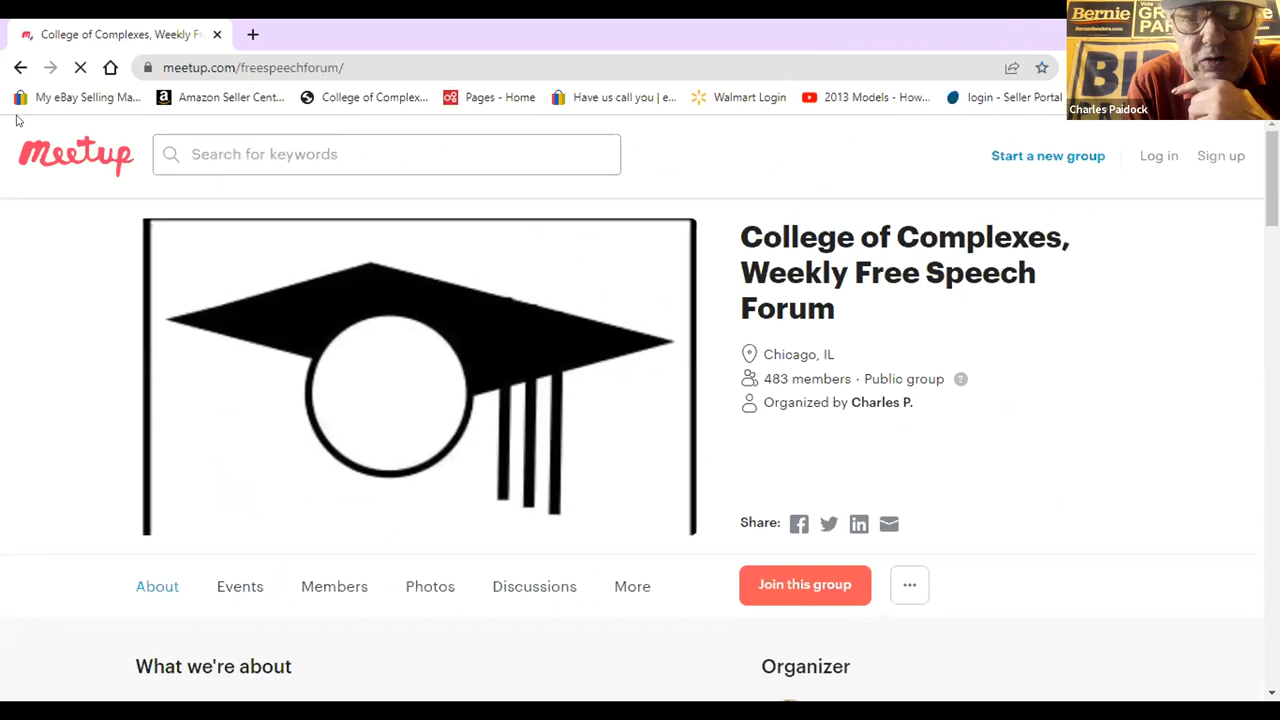 College of Complexes, Weekly Fr
meetup.com/freespeechforum/
My eBay Selling Ma... Amazon Seller Cent... College of Complex... Pages - Home Have us call you | e... Walmart Login 2013 Models - How... login - Seller Portal
Bernie
BernieSanders.com
Vote
Charles Paidock
meetup
Search for keywords
Start a new group Log in Sign up
College of Complexes,
Weekly Free Speech
Forum
Chicago, IL
483 members · Public group ?
Organized by Charles P.
Share:
About Events Members Photos Discussions More
Join this group
...
What we're about Organizer